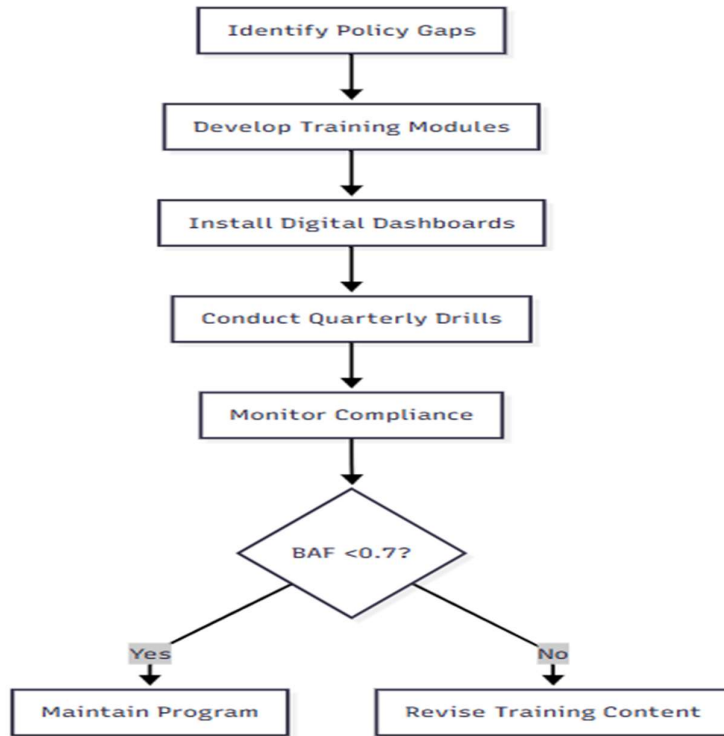 Identify Policy Gaps
Develop Training Modules
Install Digital Dashboards
Conduct Quarterly Drills
Monitor Compliance
BAF <0.7?
Yes
No
Maintain Program
Revise Training Content